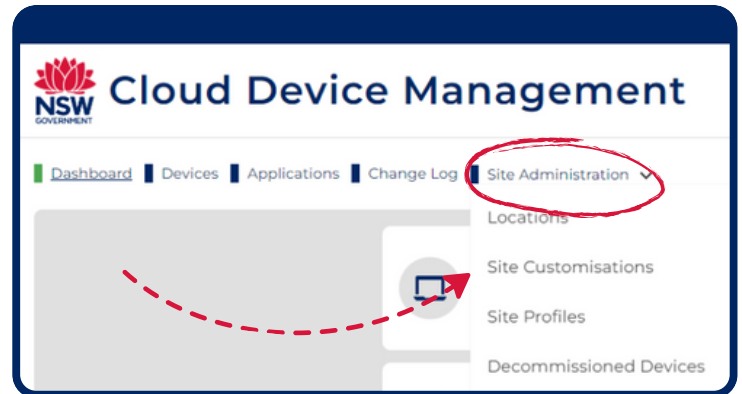 NSW
GOVERNMENT
Cloud Device Management
Dashboard Devices Applications Change Log Site Administration
Locations
Site Customisations
Site Profiles
Decommissioned Devices